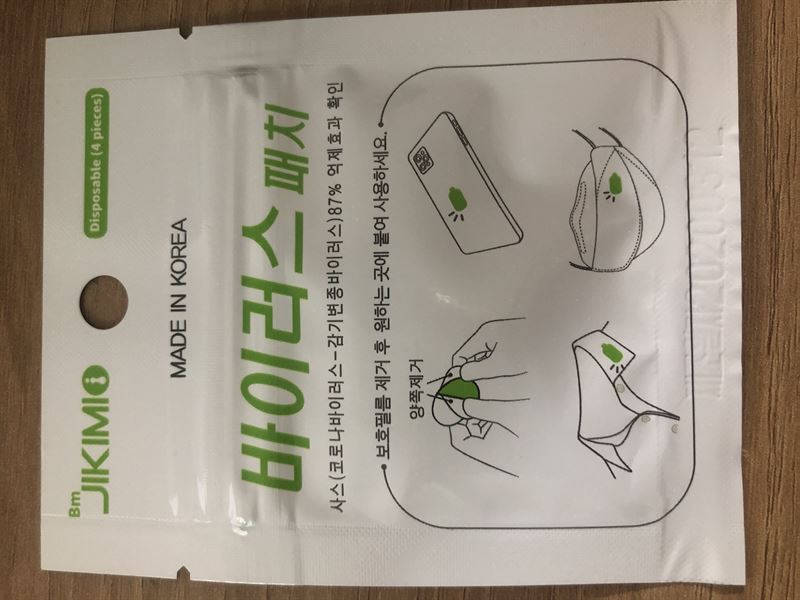 Bm
JIKIMI
Disposable (4 pieces)
MADE IN KOREA
바이러스 패치
사스(코로나바이러스-감기변종바이러스)87% 억제효과 확인
보호필름 제거 후 원하는 곳에 붙여 사용하세요.
양쪽제거